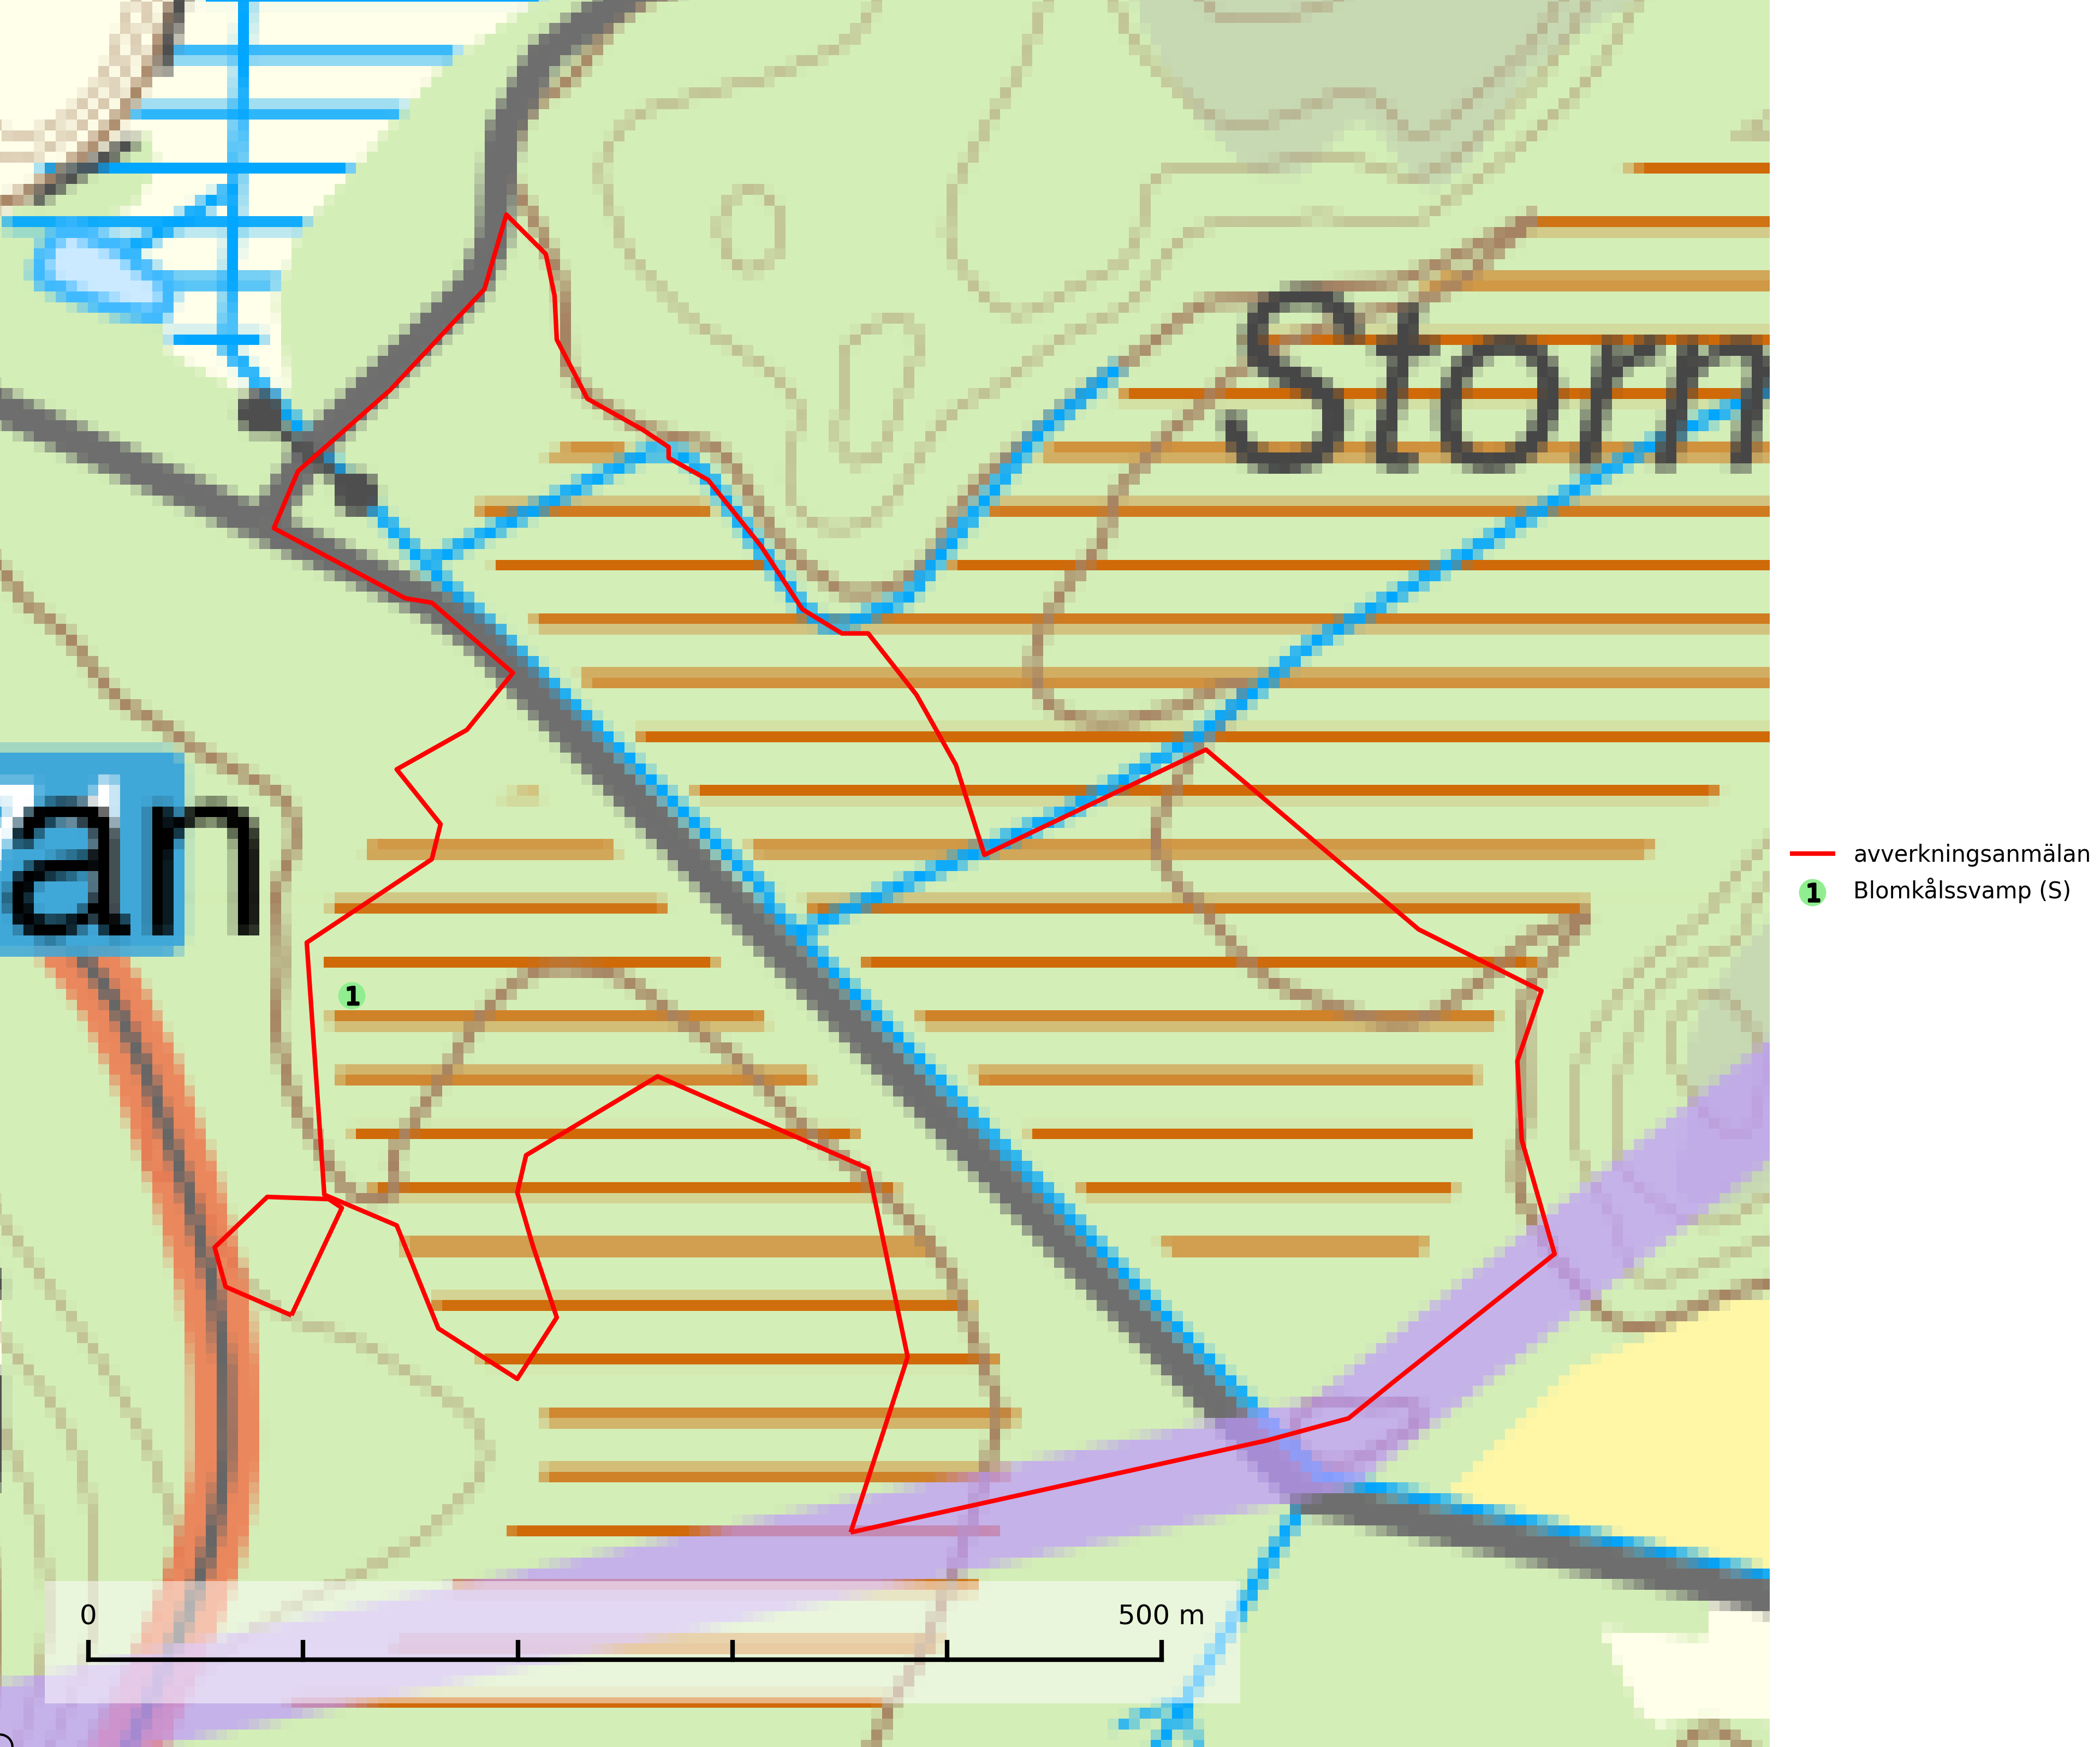 Storn
an
1
0
500 m
avverkningsanmälan
1 Blomkålssvamp (S)